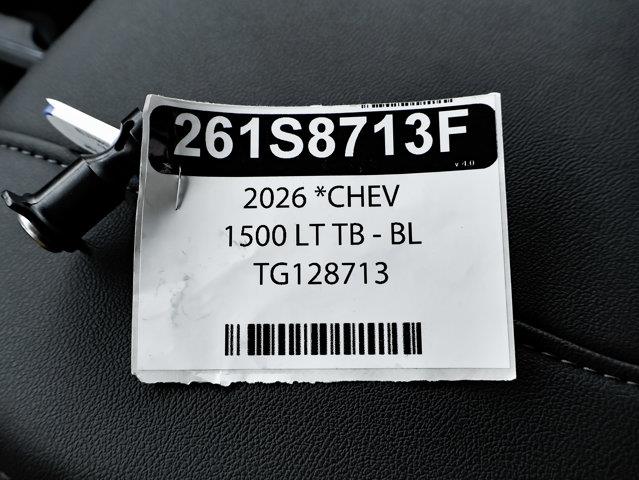 261S8713F
v 4.0
2026 *CHEV
1500 LT TB - BL
TG128713